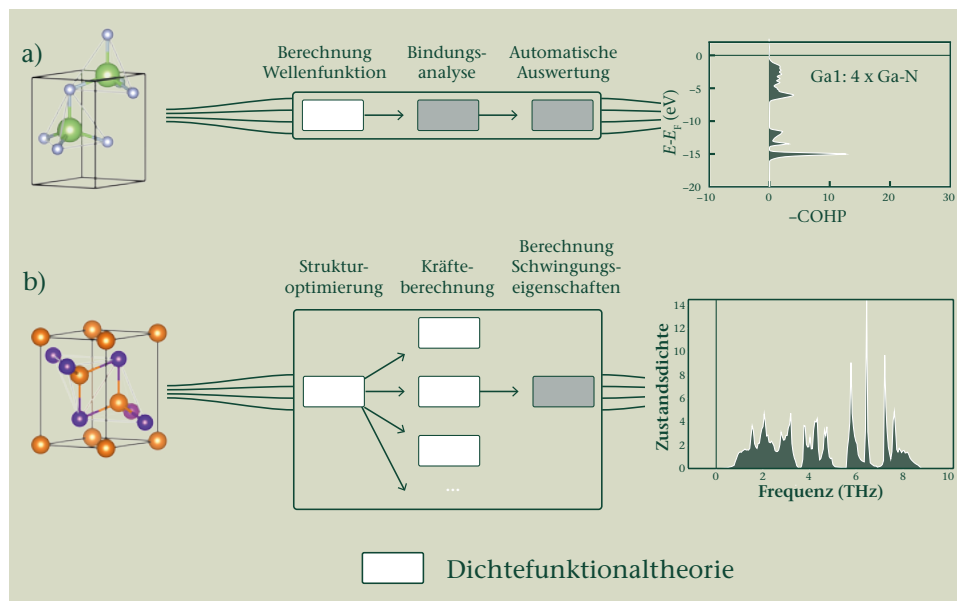 a)
Berechnung
Wellenfunktion
Bindungs-
analyse
Automatische
Auswertung
Ga1: 4 x Ga-N
E-E_F (eV)
0
−5
−10
−15
−20
−10
0
10
20
30
−COHP
b)
Struktur-
optimierung
Kräfte-
berechnung
Berechnung
Schwingungs-
eigenschaften
...
Zustandsdichte
14
12
10
8
6
4
2
0
0
2
4
6
8
10
Frequenz (THz)
Dichtefunktionaltheorie